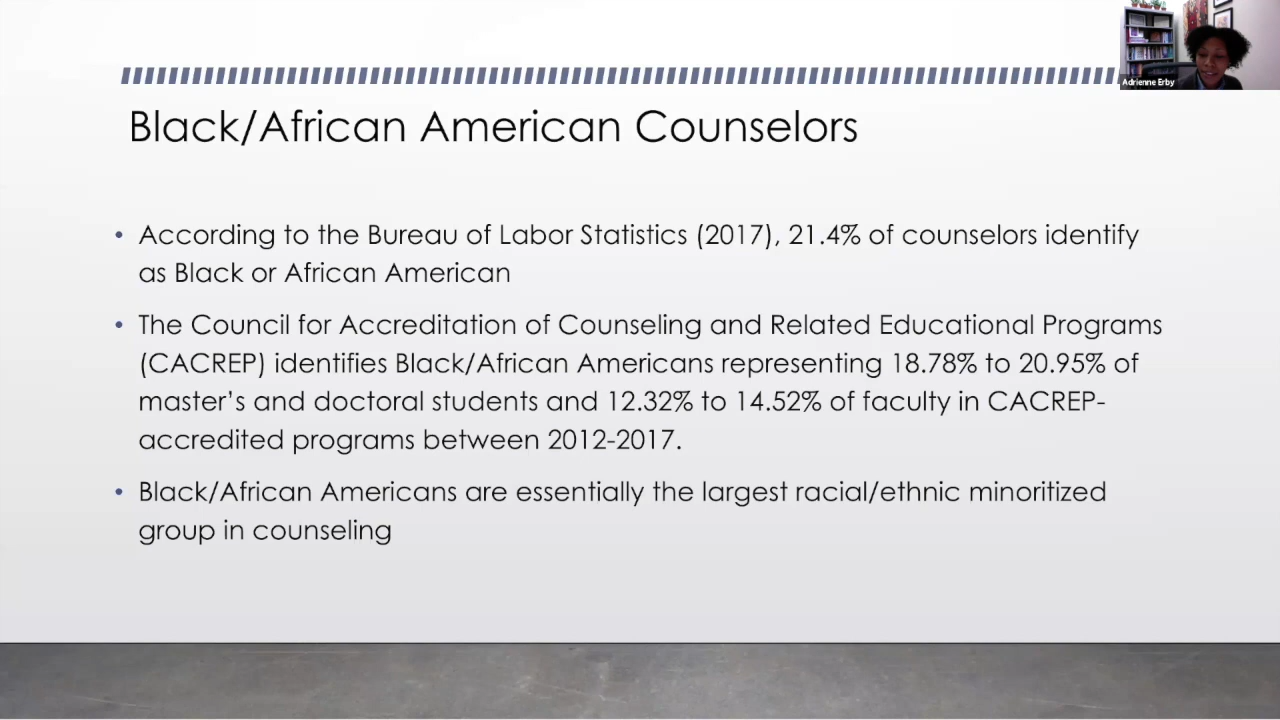 Adrienne Erby
Black/African American Counselors
• According to the Bureau of Labor Statistics (2017), 21.4% of counselors identify
as Black or African American
• The Council for Accreditation of Counseling and Related Educational Programs
(CACREP) identifies Black/African Americans representing 18.78% to 20.95% of
master’s and doctoral students and 12.32% to 14.52% of faculty in CACREP-
accredited programs between 2012-2017.
• Black/African Americans are essentially the largest racial/ethnic minoritized
group in counseling